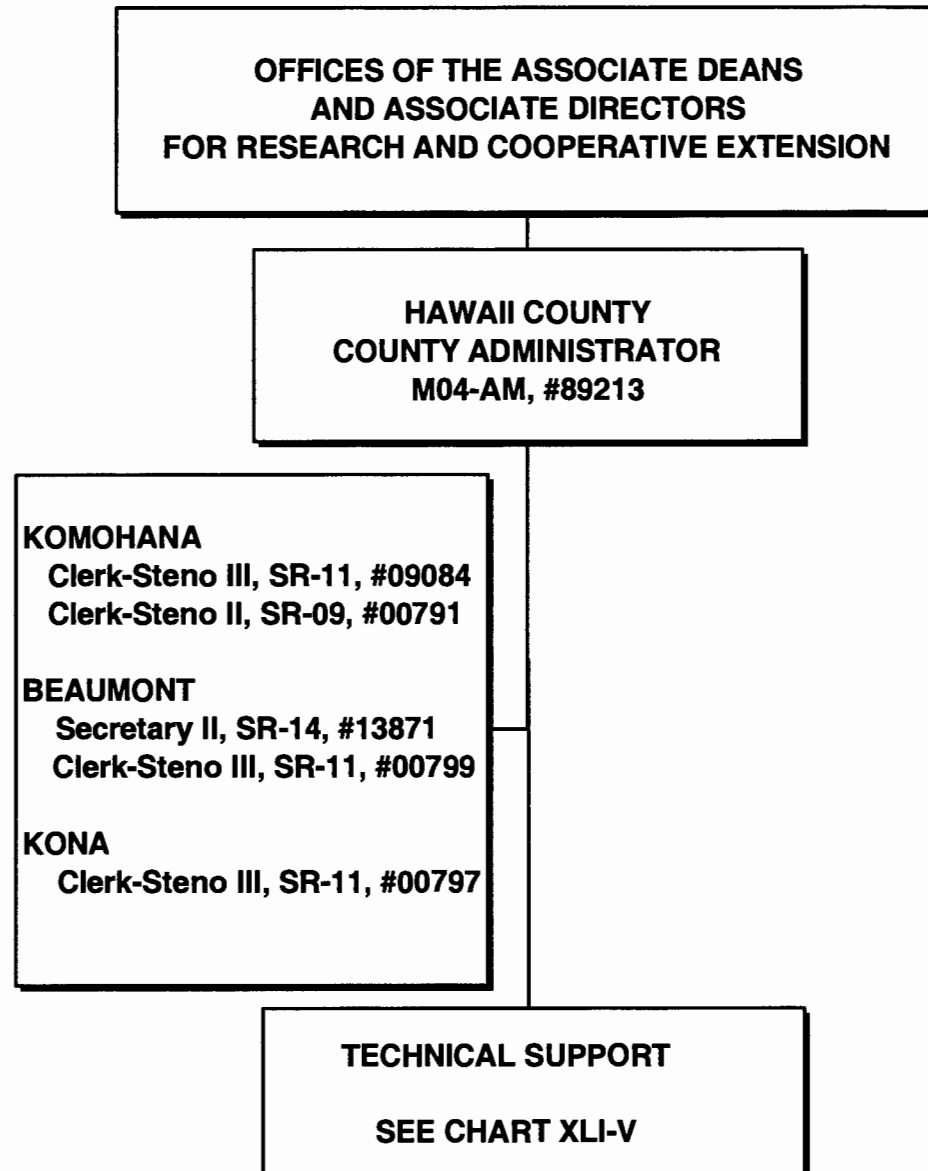 OFFICES OF THE ASSOCIATE DEANS
AND ASSOCIATE DIRECTORS
FOR RESEARCH AND COOPERATIVE EXTENSION
HAWAII COUNTY
COUNTY ADMINISTRATOR
M04-AM, #89213
KOMOHANA
Clerk-Steno III, SR-11, #09084
Clerk-Steno II, SR-09, #00791
BEAUMONT
Secretary II, SR-14, #13871
Clerk-Steno III, SR-11, #00799
KONA
Clerk-Steno III, SR-11, #00797
TECHNICAL SUPPORT
SEE CHART XLI-V